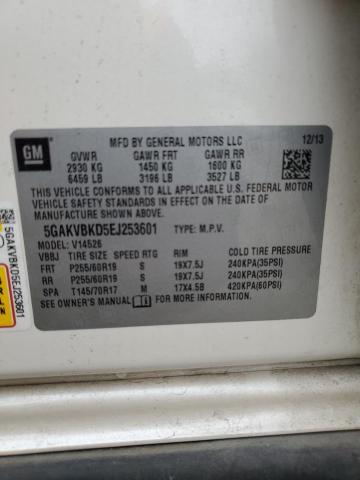 GM
MFD BY GENERAL MOTORS LLC
12/13
GVWR GAWR FRT GAWR RR
2930 KG 1450 KG 1600 KG
6459 LB 3196 LB 3527 LB
THIS VEHICLE CONFORMS TO ALL APPLICABLE U.S. FEDERAL
MOTOR VEHICLE SAFETY STANDARDS IN EFFECT ON THE DATE OF
MANUFACTURE SHOWN ABOVE.
5GAKVBKD5EJ253601 TYPE: M.P.V.
MODEL: V14526
VBBJ TIRE SIZE SPEED RTG RIM COLD TIRE PRESSURE
FRT P255/60R19 S 19X7.5J 240KPA(35PSI)
RR P255/60R19 S 19X7.5J 240KPA(35PSI)
SPA T145/70R17 M 17X4.5B 420KPA(60PSI)
SEE OWNER'S MANUAL FOR ADDITIONAL INFORMATION.
5GAKVBKD5EJ253601